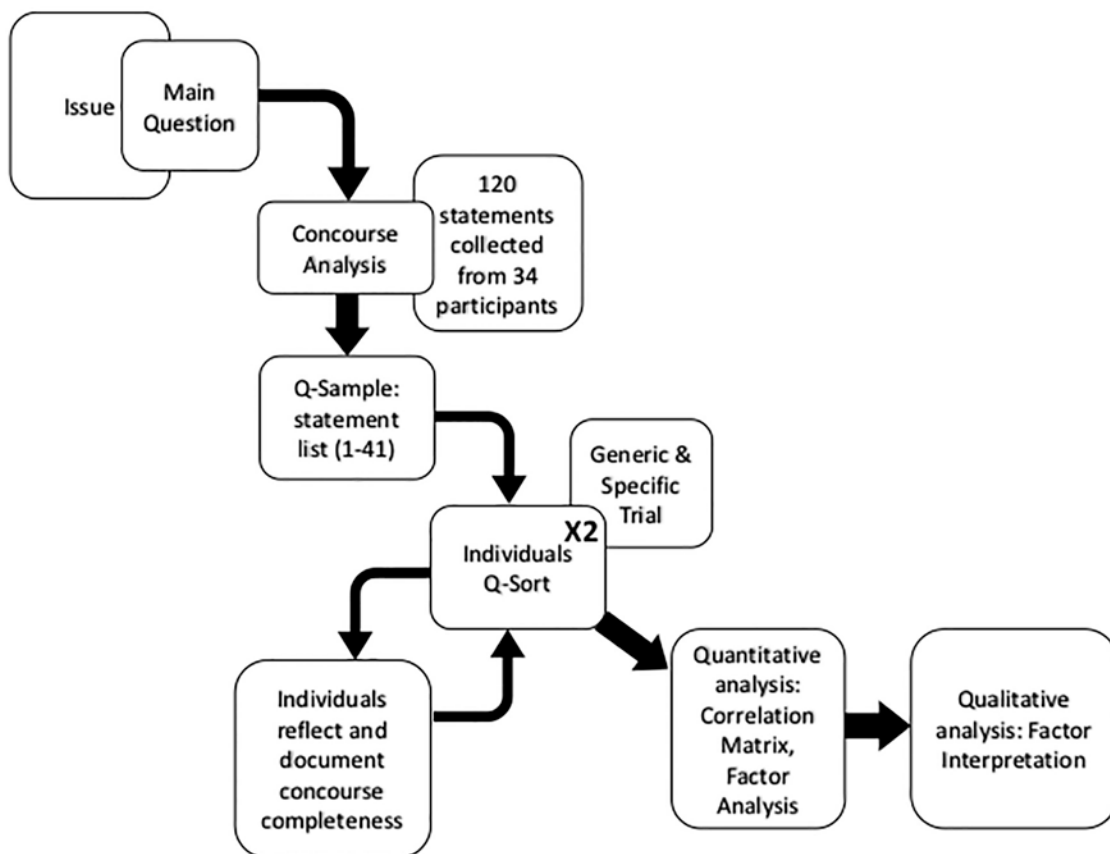 Issue
Main
Question
120
statements
collected
from 34
participants
Concourse
Analysis
Q-Sample:
statement
list (1-41)
Generic &
Specific
Trial
X2
Individuals
Q-Sort
Individuals
reflect and
document
concourse
completeness
Quantitative
analysis:
Correlation
Matrix,
Factor
Analysis
Qualitative
analysis: Factor
Interpretation